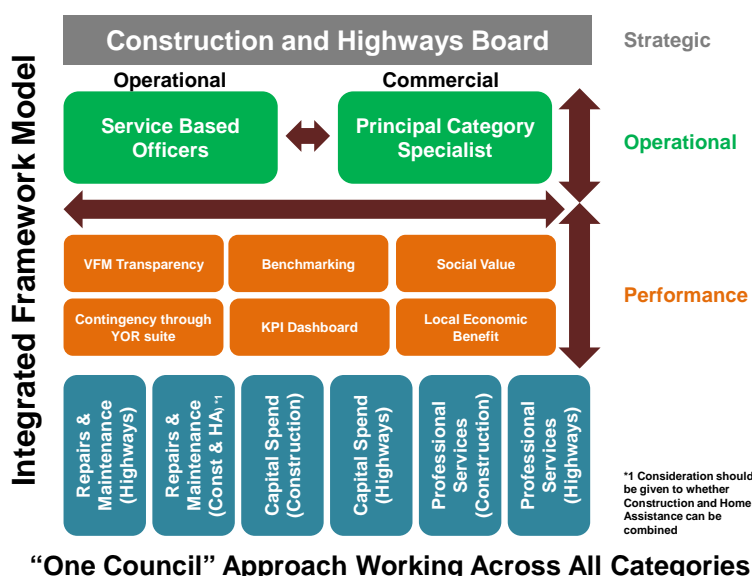 Construction and Highways Board
Strategic
Operational
Commercial
Service Based
Officers
Principal Category
Specialist
Operational
Integrated Framework Model
VFM Transparency
Benchmarking
Social Value
Contingency through
YOR suite
KPI Dashboard
Local Economic
Benefit
Performance
Repairs &
Maintenance
(Highways)
Repairs &
Maintenance
(Const & HA) *1
Capital Spend
(Construction)
Capital Spend
(Highways)
Professional
Services
(Construction)
Professional
Services
(Highways)
*1 Consideration should
be given to whether
Construction and Home
Assistance can be
combined
“One Council” Approach Working Across All Categories